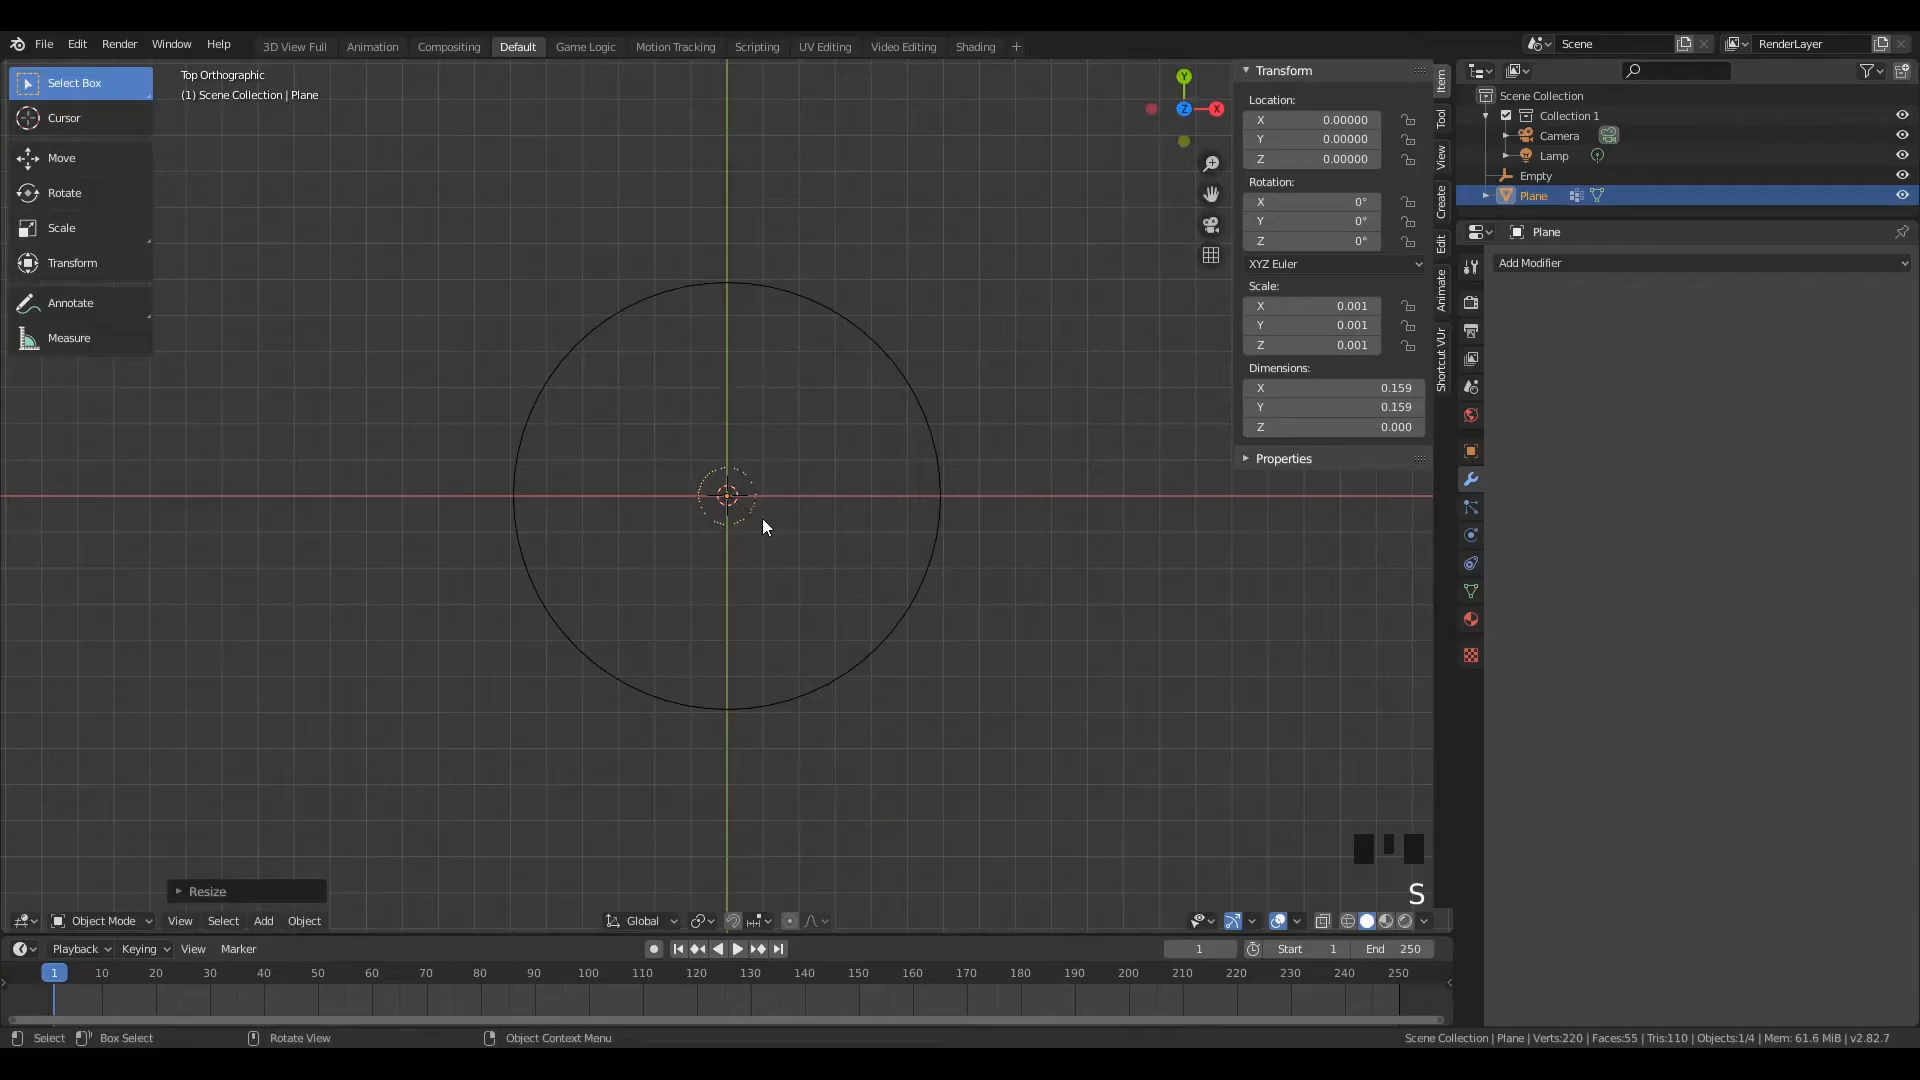 File Edit Render Window Help 3D View Full Animation Compositing Default Game Logic Motion Tracking Scripting UV Editing Video Editing Shading + Scene RenderLayer
Select Box
Cursor
Move
Rotate
Scale
Transform
Annotate
Measure
Top Orthographic
(1) Scene Collection | Plane
Y
Z
X
Transform
Location:
X 0.00000
Y 0.00000
Z 0.00000
Rotation:
X 0°
Y 0°
Z 0°
XYZ Euler
Scale:
X 0.001
Y 0.001
Z 0.001
Dimensions:
X 0.159
Y 0.159
Z 0.000
Properties
Item
Tool
View
Create
Edit
Animate
Shortcut VUr
Scene Collection
Collection 1
Camera
Lamp
Empty
Plane
Plane
Add Modifier
S
Resize
Object Mode View Select Add Object Global
Playback Keying View Marker 1 Start 1 End 250
1 10 20 30 40 50 60 70 80 90 100 110 120 130 140 150 160 170 180 190 200 210 220 230 240 250
Select Box Select Rotate View Object Context Menu Scene Collection | Plane | Verts:220 | Faces:55 | Tris:110 | Objects:1/4 | Mem: 61.6 MiB | v2.82.7